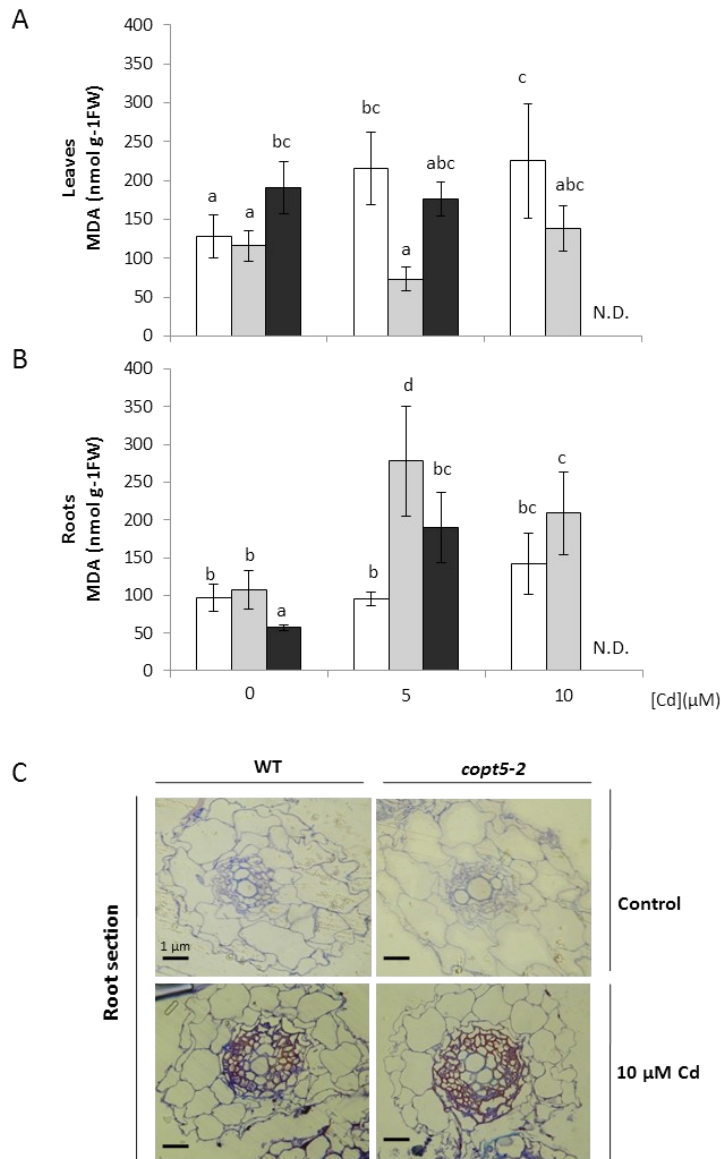 A
400
350
300
250
200
150
100
50
0
Leaves
MDA (nmol g-1FW)
a
a
bc
bc
a
abc
c
abc
N.D.
B
400
350
300
250
200
150
100
50
0
Roots
MDA (nmol g-1FW)
b
b
a
b
d
bc
bc
c
N.D.
0
5
10
[Cd](µM)
C
WT
copt5-2
Root section
1 µm
Control
10 µM Cd